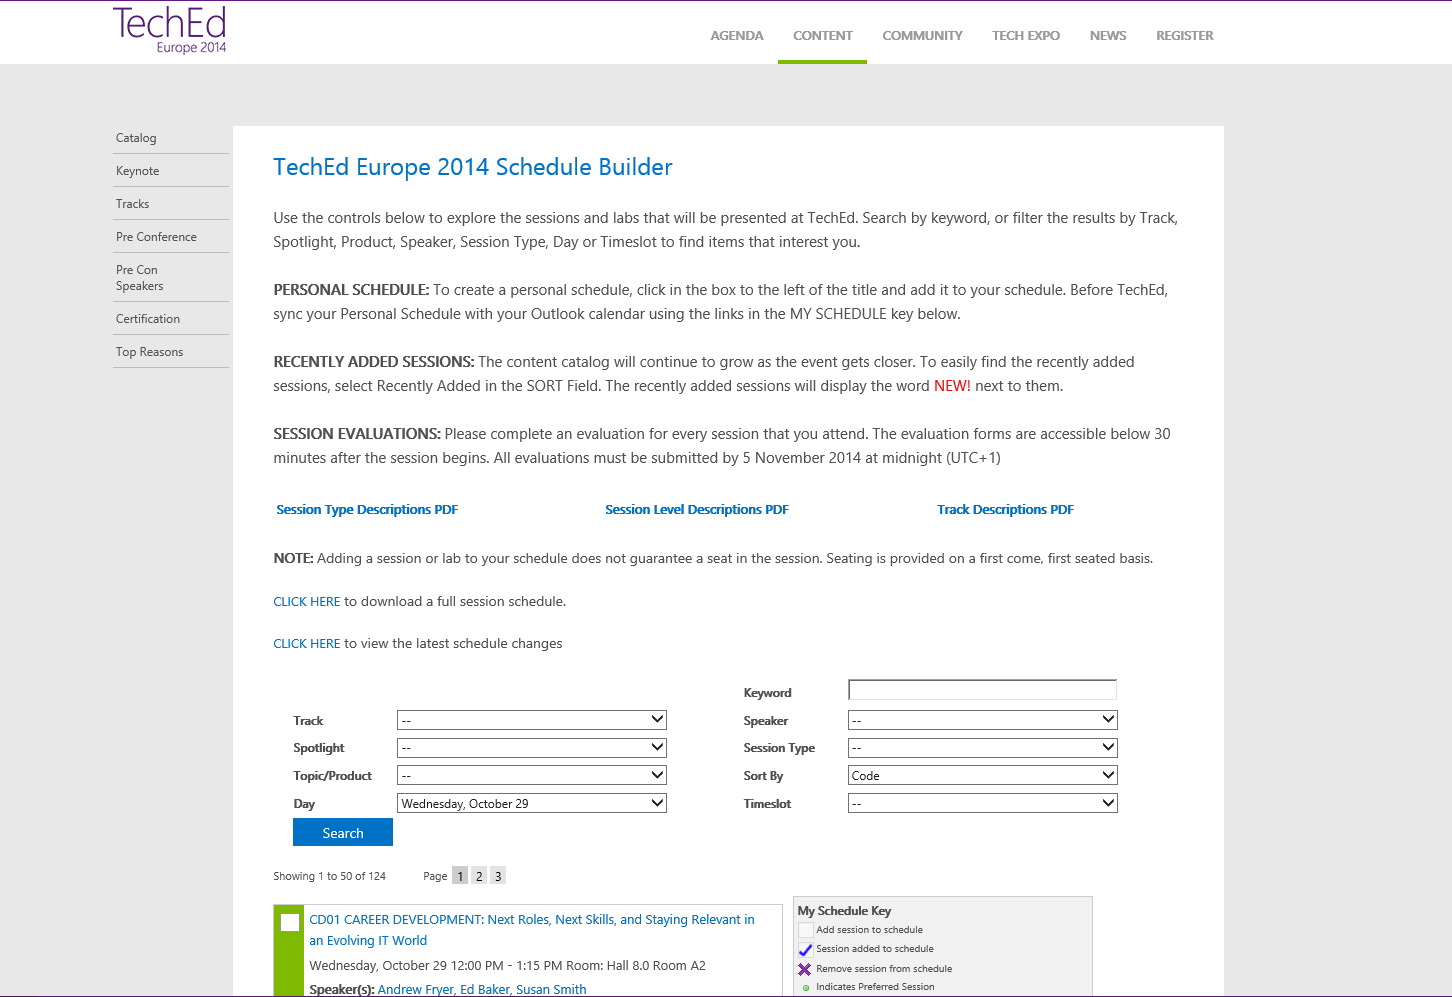 TechEd
Europe 2014
AGENDA CONTENT COMMUNITY TECH EXPO NEWS REGISTER
Catalog
Keynote
Tracks
Pre Conference
Pre Con
Speakers
Certification
Top Reasons
TechEd Europe 2014 Schedule Builder
Use the controls below to explore the sessions and labs that will be presented at TechEd. Search by keyword, or filter the results by Track,
Spotlight, Product, Speaker, Session Type, Day or Timeslot to find items that interest you.
PERSONAL SCHEDULE: To create a personal schedule, click in the box to the left of the title and add it to your schedule. Before TechEd,
sync your Personal Schedule with your Outlook calendar using the links in the MY SCHEDULE key below.
RECENTLY ADDED SESSIONS: The content catalog will continue to grow as the event gets closer. To easily find the recently added
sessions, select Recently Added in the SORT Field. The recently added sessions will display the word NEW! next to them.
SESSION EVALUATIONS: Please complete an evaluation for every session that you attend. The evaluation forms are accessible below 30
minutes after the session begins. All evaluations must be submitted by 5 November 2014 at midnight (UTC+1)
Session Type Descriptions PDF Session Level Descriptions PDF Track Descriptions PDF
NOTE: Adding a session or lab to your schedule does not guarantee a seat in the session. Seating is provided on a first come, first seated basis.
CLICK HERE to download a full session schedule.
CLICK HERE to view the latest schedule changes
Keyword
Track -- Speaker --
Spotlight -- Session Type --
Topic/Product -- Sort By Code
Day Wednesday, October 29 Timeslot --
Search
Showing 1 to 50 of 124 Page 1 2 3
CD01 CAREER DEVELOPMENT: Next Roles, Next Skills, and Staying Relevant in
an Evolving IT World
Wednesday, October 29 12:00 PM - 1:15 PM Room: Hall 8.0 Room A2
Speaker(s): Andrew Fryer, Ed Baker, Susan Smith
My Schedule Key
Add session to schedule
Session added to schedule
Remove session from schedule
Indicates Preferred Session